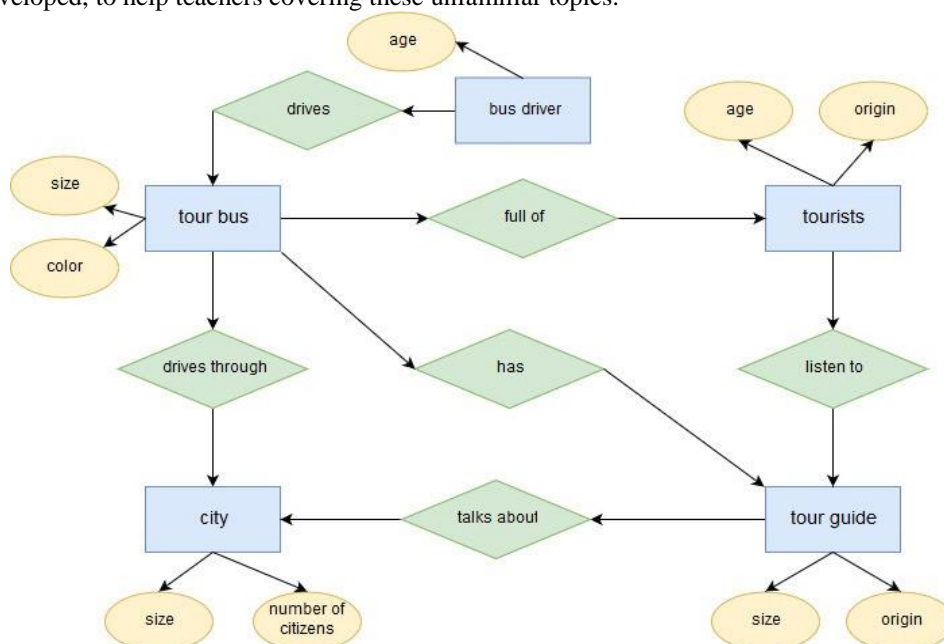 veloped, to help teachers covering these unfamiliar topics.
age
drives
bus driver
age
origin
size
tour bus
full of
tourists
color
drives through
has
listen to
city
talks about
tour guide
size
number of
citizens
size
origin